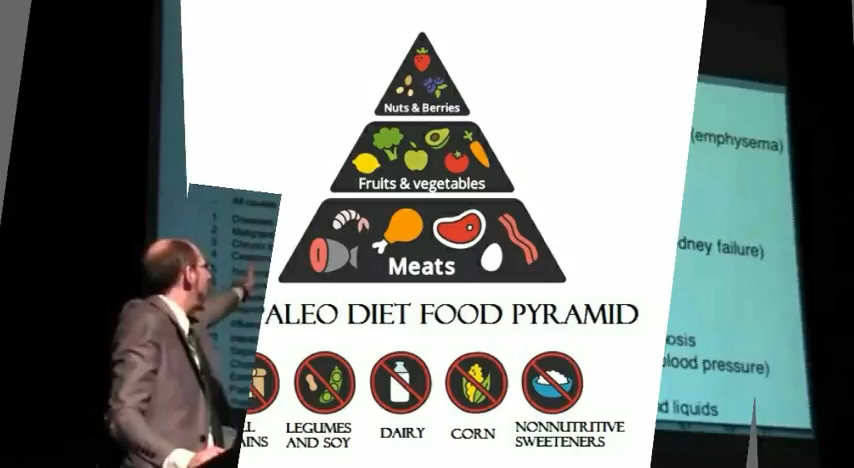 Nuts & Berries
Fruits & vegetables
Meats
ALEO DIET FOOD PYRAMID
LEGUMES
AND SOY
DAIRY
CORN
NONNUTRITIVE
SWEETENERS
(emphysema)
dney failure)
osis
lood pressure)
d liquids